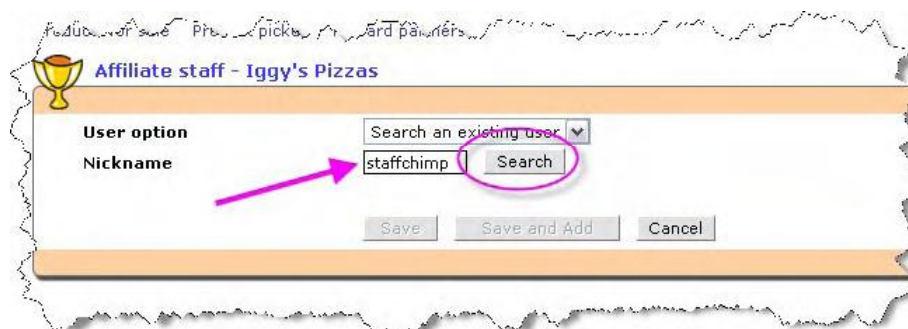 Affiliate staff - Iggy's Pizzas
User option Search an existing user
Nickname staffchimp Search
Save Save and Add Cancel